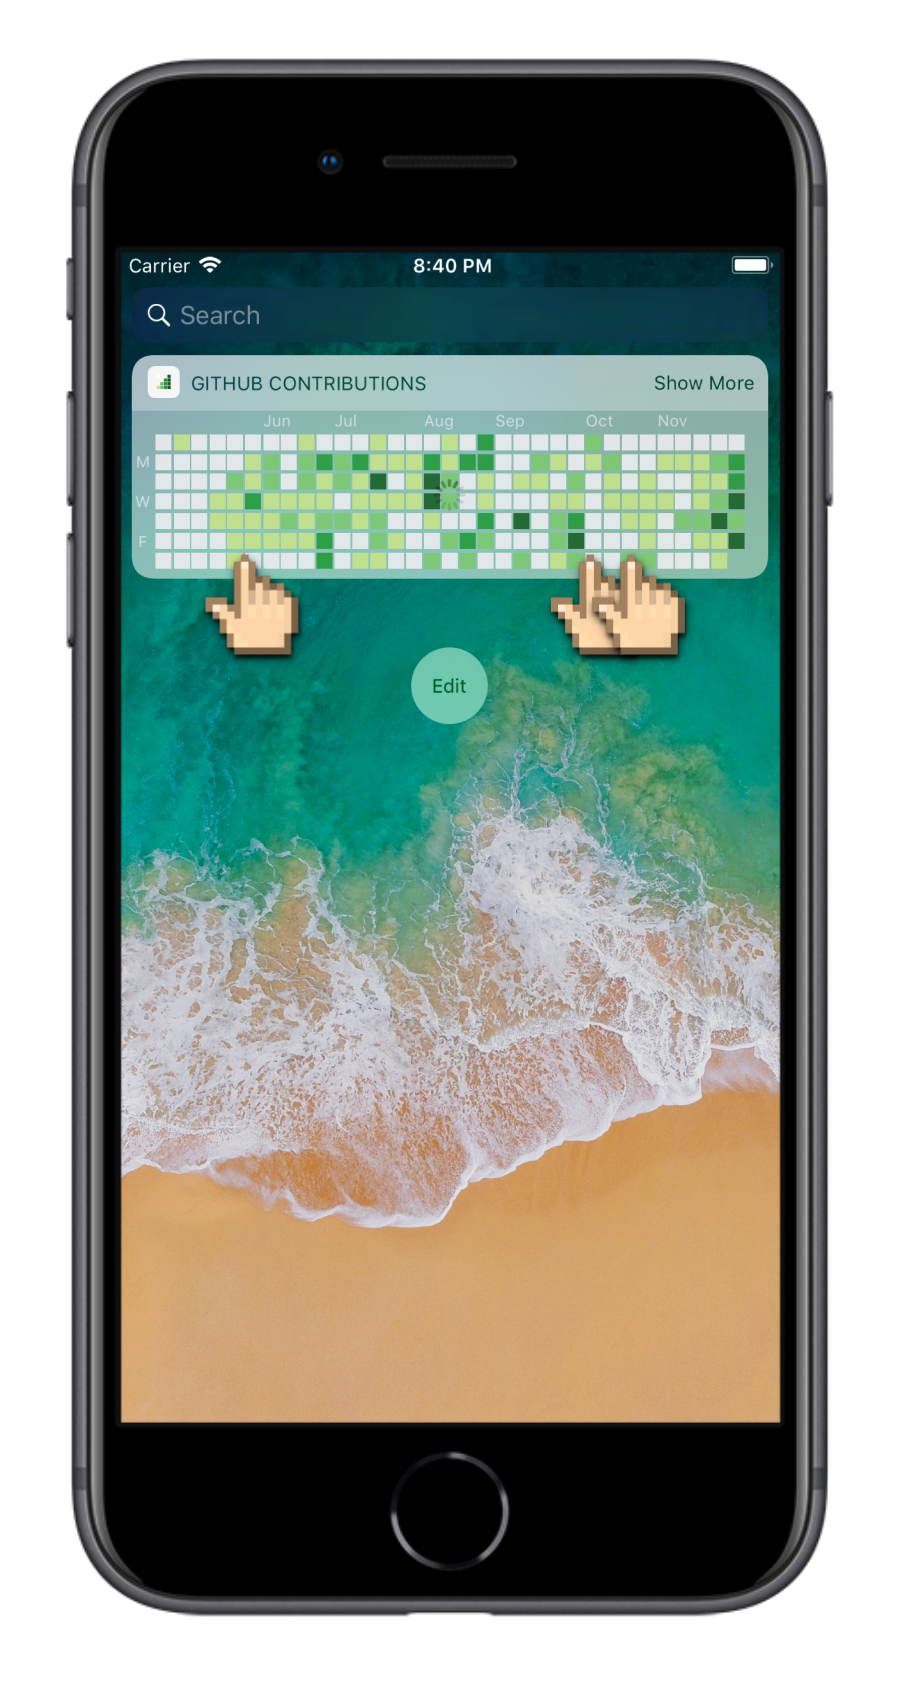 Carrier 8:40 PM
Search
GITHUB CONTRIBUTIONS Show More
Jun Jul Aug Sep Oct Nov
M
W
F
Edit